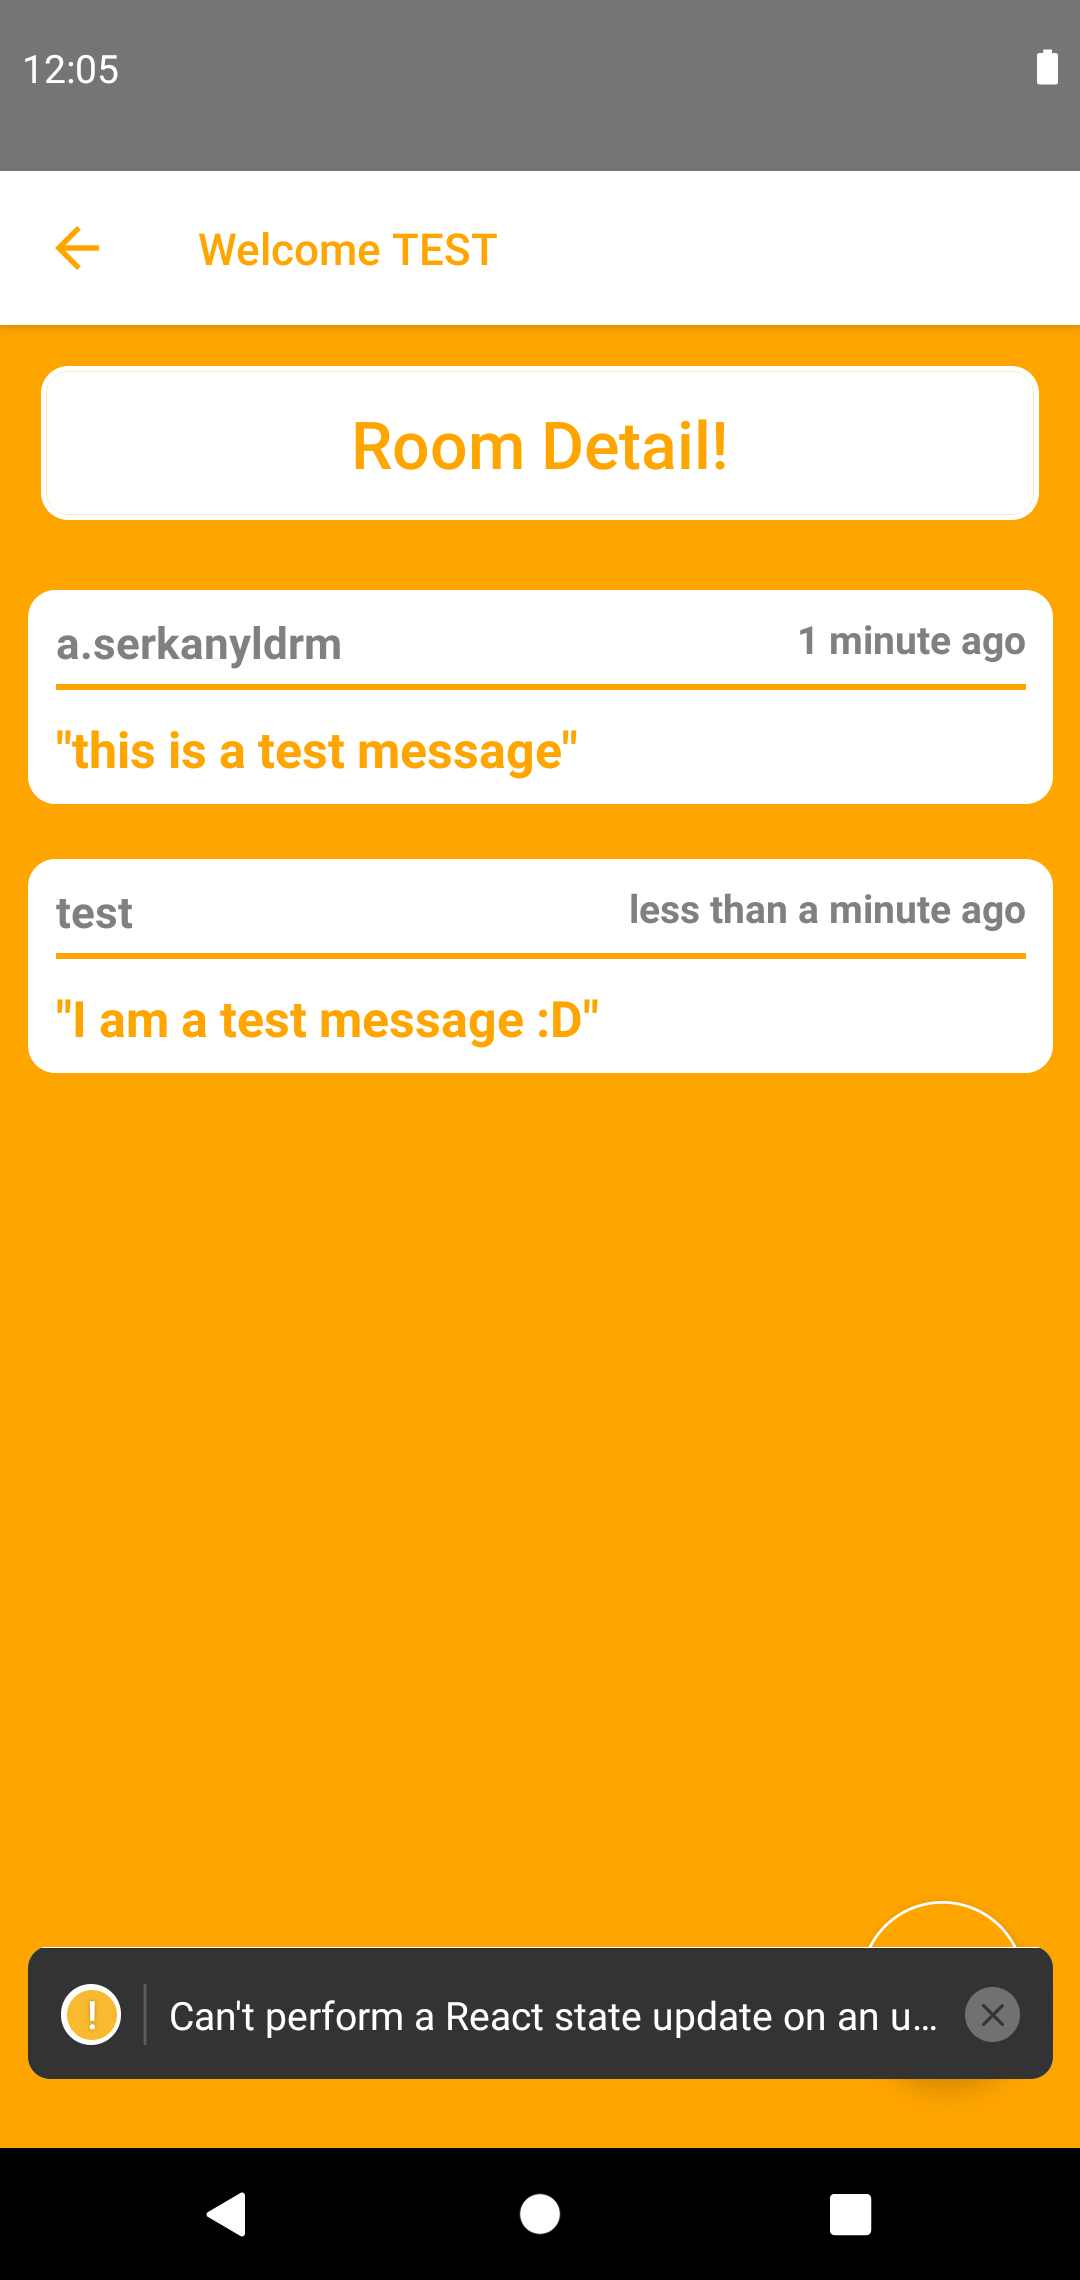 12:05
Welcome TEST
Room Detail!
a.serkanyldrm
1 minute ago
"this is a test message"
test
less than a minute ago
"I am a test message :D"
! Can't perform a React state update on an u...